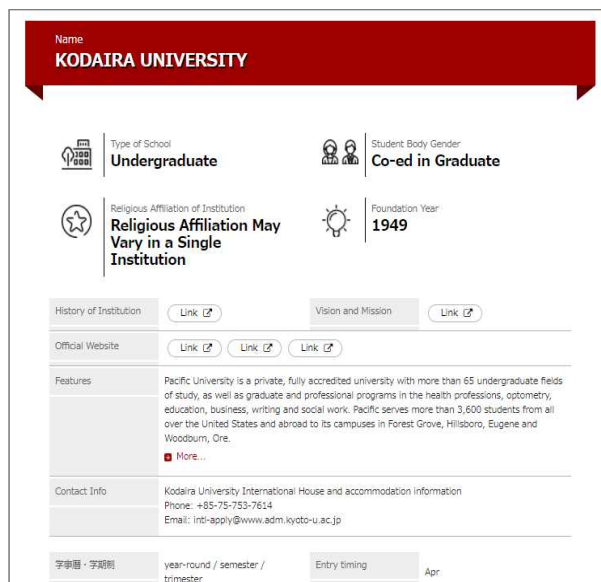 Name
KODAIRA UNIVERSITY
Type of School
Undergraduate
Student Body Gender
Co-ed in Graduate
Religious Affiliation of Institution
Religious Affiliation May
Vary in a Single
Institution
Foundation Year
1949
History of Institution
Link
Vision and Mission
Link
Official Website
Link Link Link
Features
Pacific University is a private, fully accredited university with more than 65 undergraduate fields
of study, as well as graduate and professional programs in the health professions, optometry,
education, business, writing and social work. Pacific serves more than 3,600 students from all
over the United States and abroad to its campuses in Forest Grove, Hillsboro, Eugene and
Woodburn, Ore.
More...
Contact Info
Kodaira University International House and accommodation information
Phone: +85-75-753-7614
Email: inti-apply@www.adm.kyoto-u.ac.jp
学事暦・学期制
year-round / semester /
trimester
Entry timing
Apr